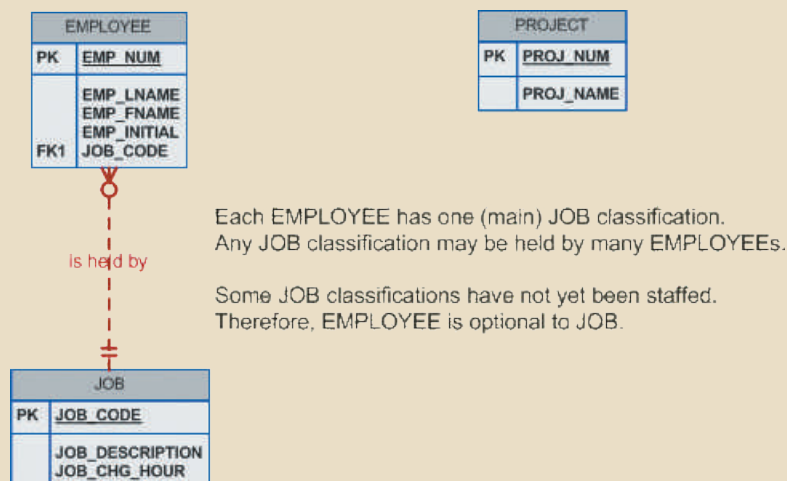 EMPLOYEE
PK EMP_NUM
EMP_LNAME
EMP_FNAME
EMP_INITIAL
FK1 JOB_CODE
PROJECT
PK PROJ_NUM
PROJ_NAME
Each EMPLOYEE has one (main) JOB classification.
Any JOB classification may be held by many EMPLOYEEs.
is held by
Some JOB classifications have not yet been staffed.
Therefore, EMPLOYEE is optional to JOB.
JOB
PK JOB_CODE
JOB_DESCRIPTION
JOB_CHG_HOUR